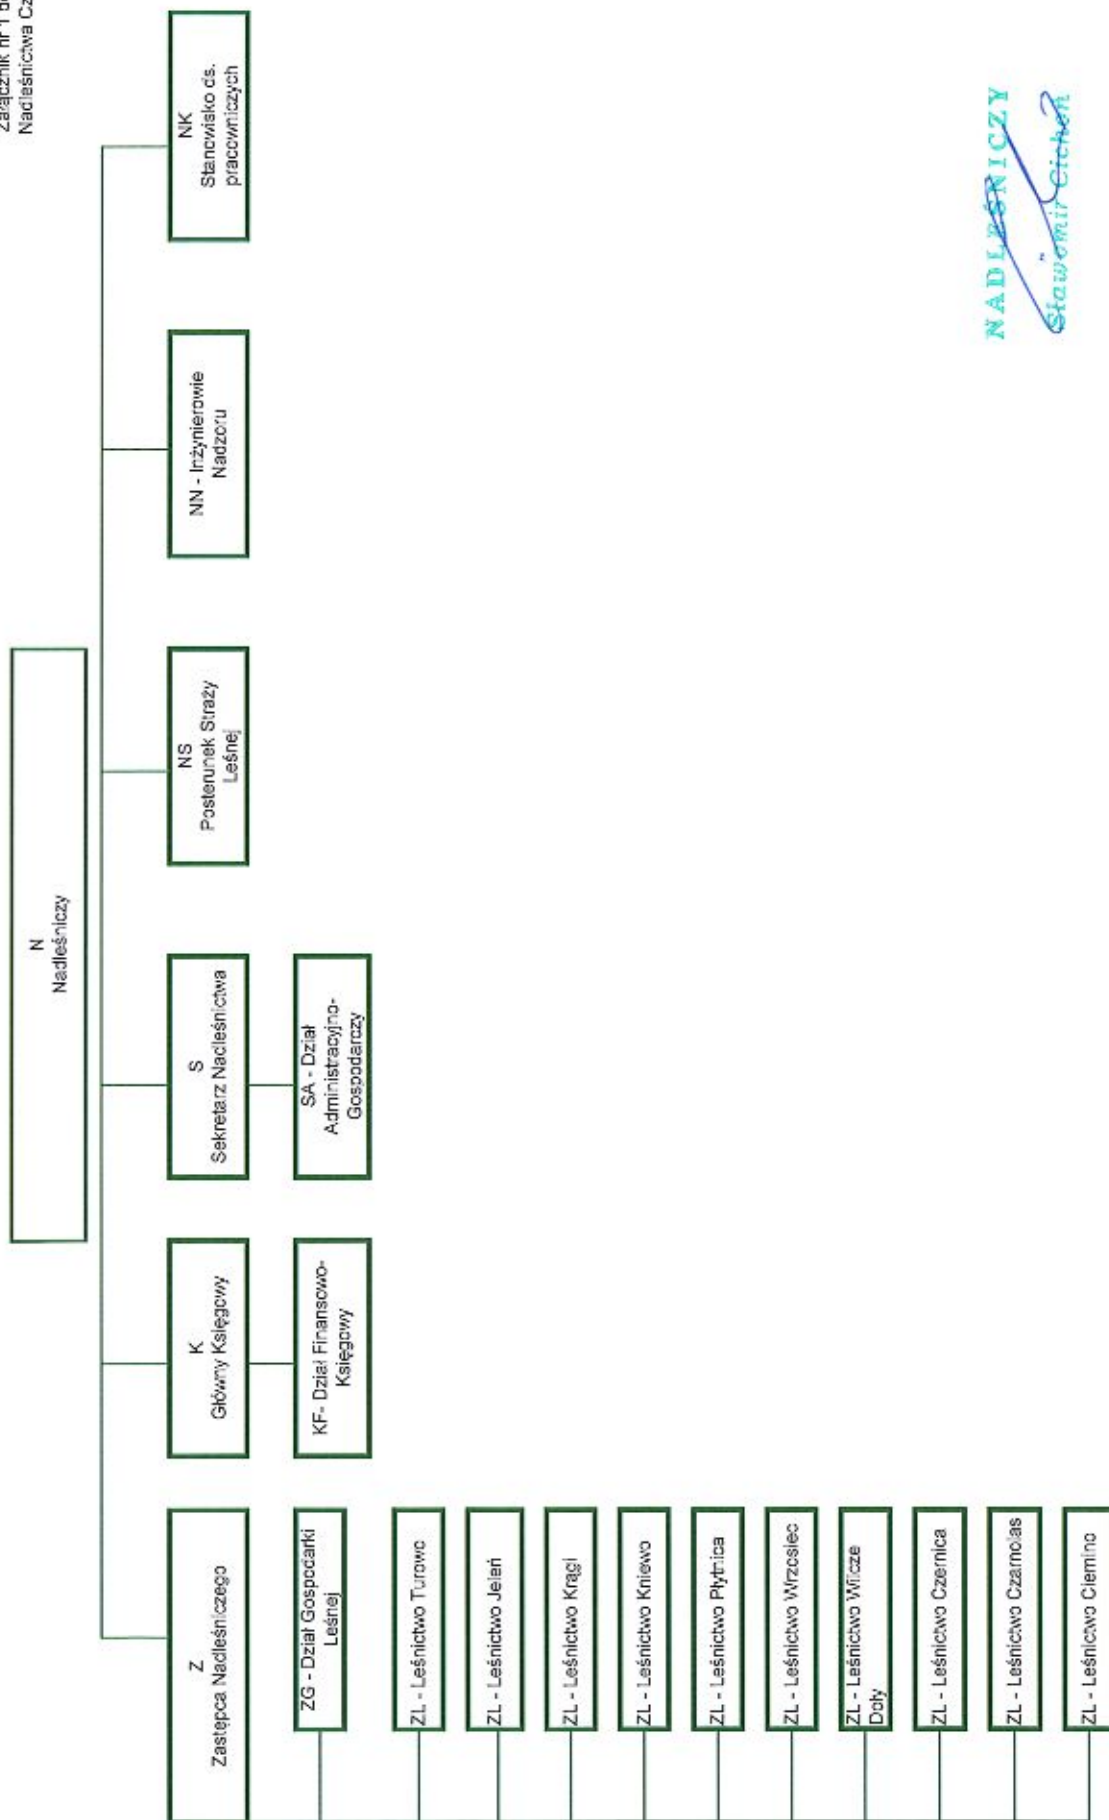 Załącznik nr 1 do
Nadleśnictwa Cz
N
Nadleśniczy
Z
Zastępca Nadleśniczego
K
Główny Księgowy
S
Sekretarz Nadleśnictwa
NS
Posterunek Straży
Leśnej
NN - Inżynierowie
Nadzoru
NK
Stanowisko ds.
pracowniczych
ZG - Dział Gospodarki
Leśnej
KF- Dział Finansowo-
Księgowy
SA - Dział
Administracyjno-
Gospodarczy
ZL - Leśnictwo Turowo
ZL - Leśnictwo Jeleń
ZL - Leśnictwo Krągi
ZL - Leśnictwo Kniewo
ZL - Leśnictwo Płytnica
ZL - Leśnictwo Wrzosiec
ZL - Leśnictwo Wilcze
Doły
ZL - Leśnictwo Czernica
ZL - Leśnictwo Czarnolas
ZL - Leśnictwo Ciemino
NADLEŚNICZY
Sławomir Cichoń